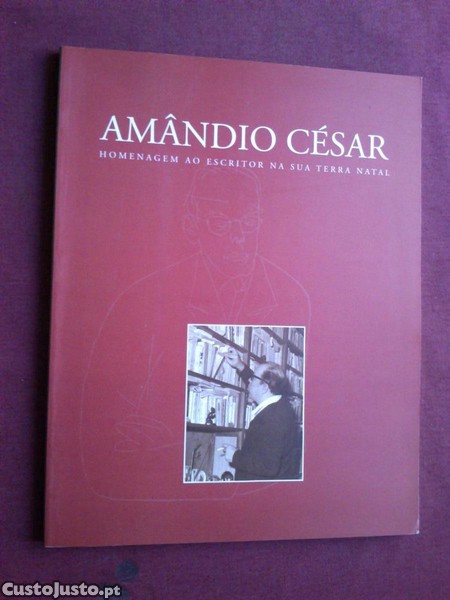 AMÂNDIO CÉSAR
HOMENAGEM AO ESCRITOR NA SUA TERRA NATAL
CustoJusto.pt